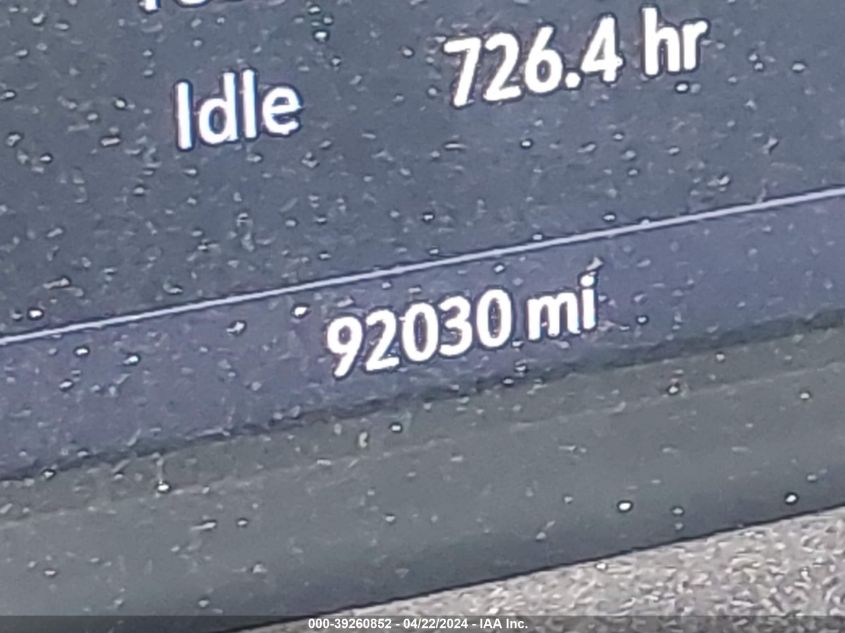 Idle 726.4 hr
92030 mi
000-39260852 - 04/22/2024 - IAA Inc.